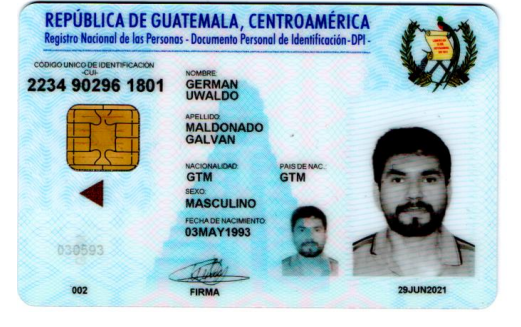 REPÚBLICA DE GUATEMALA, CENTROAMÉRICA
Registro Nacional de las Personas - Documento Personal de Identificación -DPI -
CÓDIGO UNICO DE IDENTIFICACION
-CUI-
2234 90296 1801
NOMBRE:
GERMAN
UWALDO
APELLIDO:
MALDONADO
GALVAN
NACIONALIDAD:
GTM
PAIS DE NAC.:
GTM
SEXO:
MASCULINO
FECHA DE NACIMIENTO:
03MAY1993
030593
002
FIRMA
29JUN2021